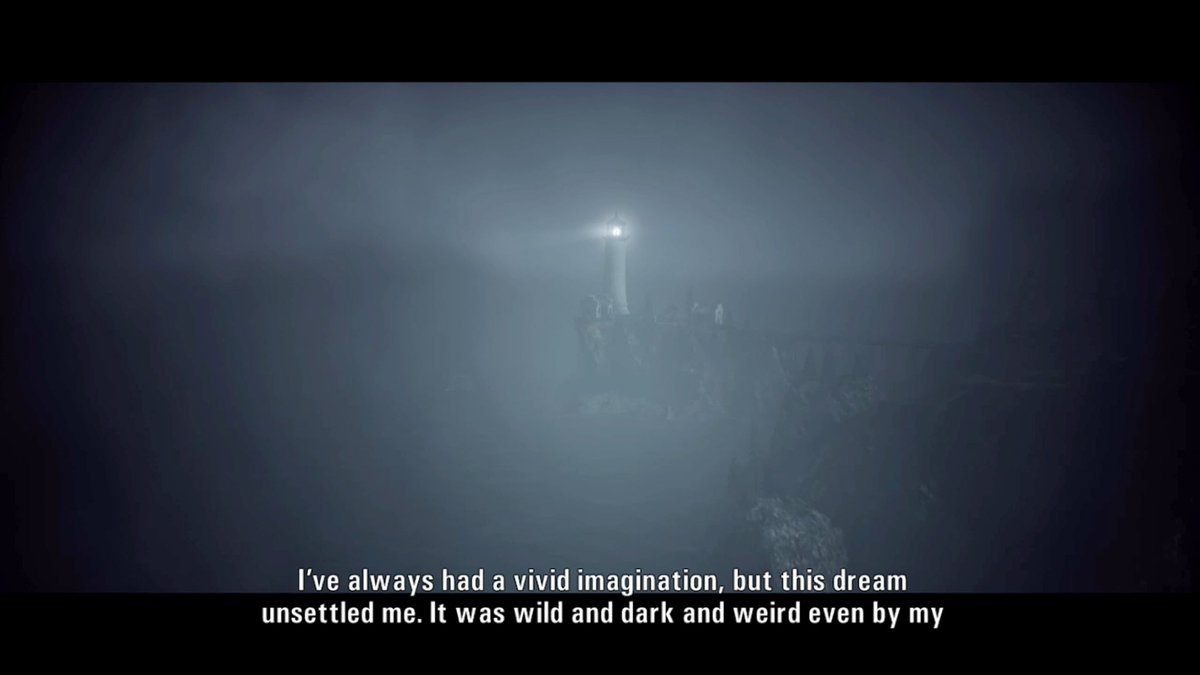 I've always had a vivid imagination, but this dream
unsettled me. It was wild and dark and weird even by my